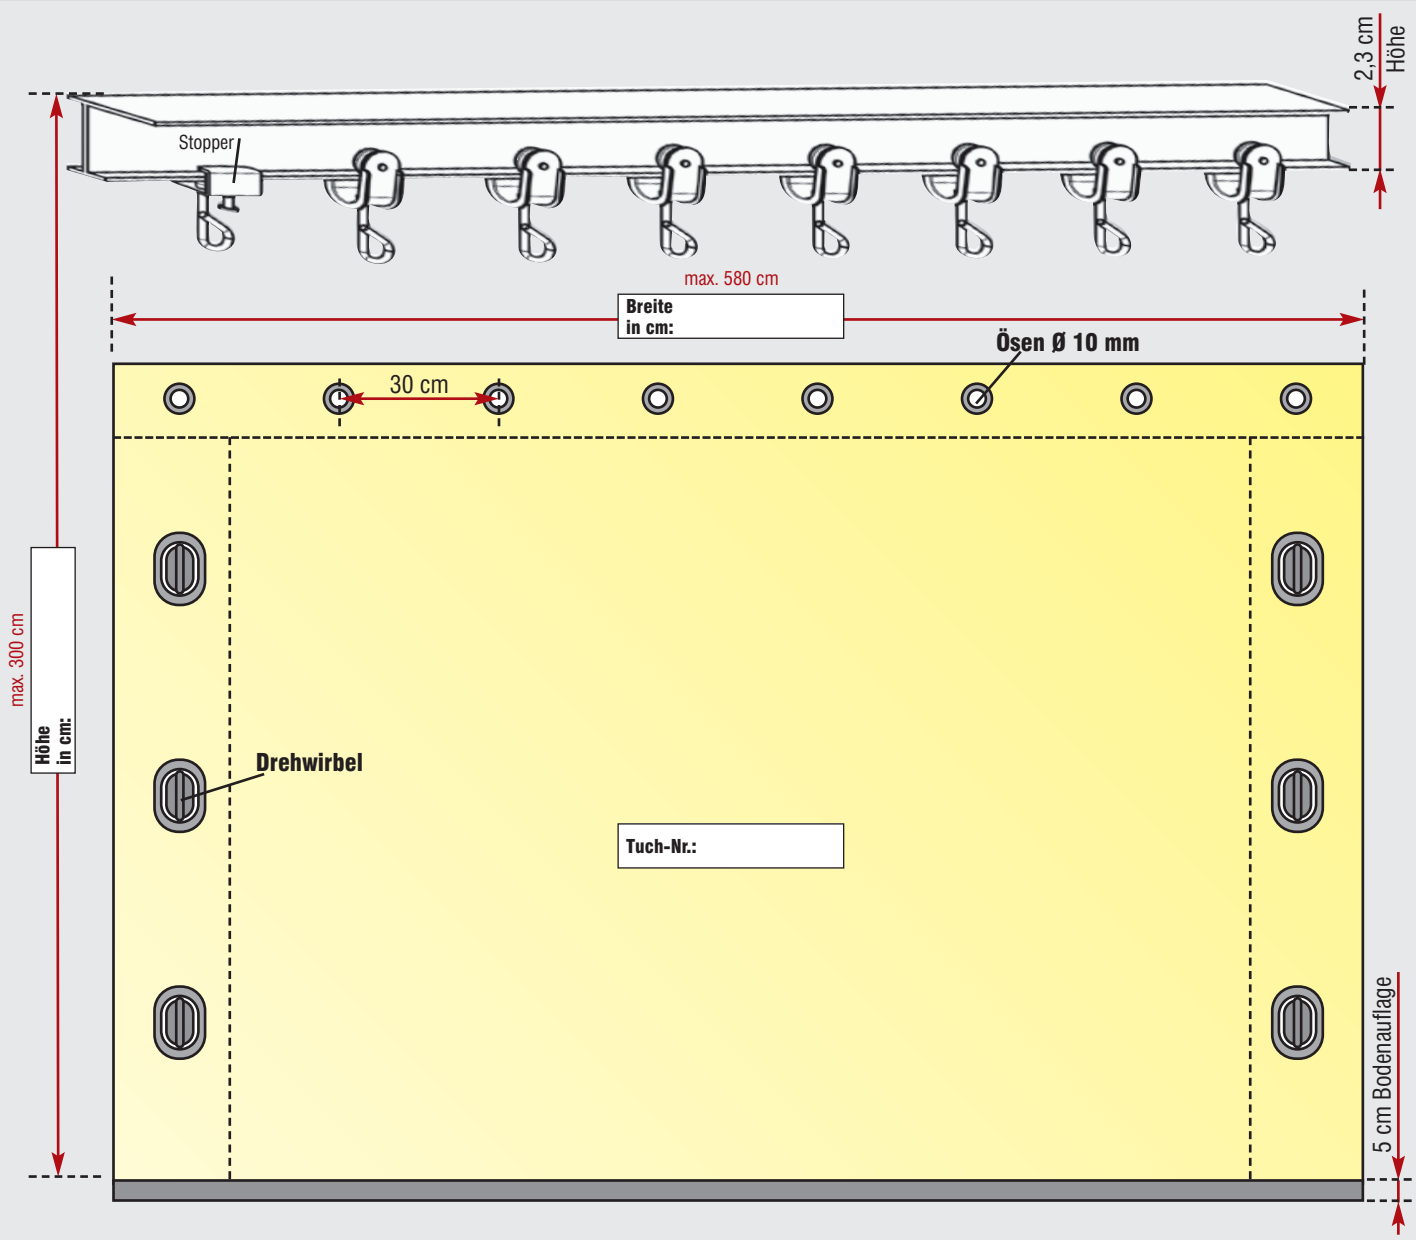 2,3 cm
Höhe
Stopper
max. 580 cm
Breite
in cm:
Ösen Ø 10 mm
30 cm
max. 300 cm
Höhe
in cm:
Drehwirbel
Tuch-Nr.:
5 cm Bodenauflage